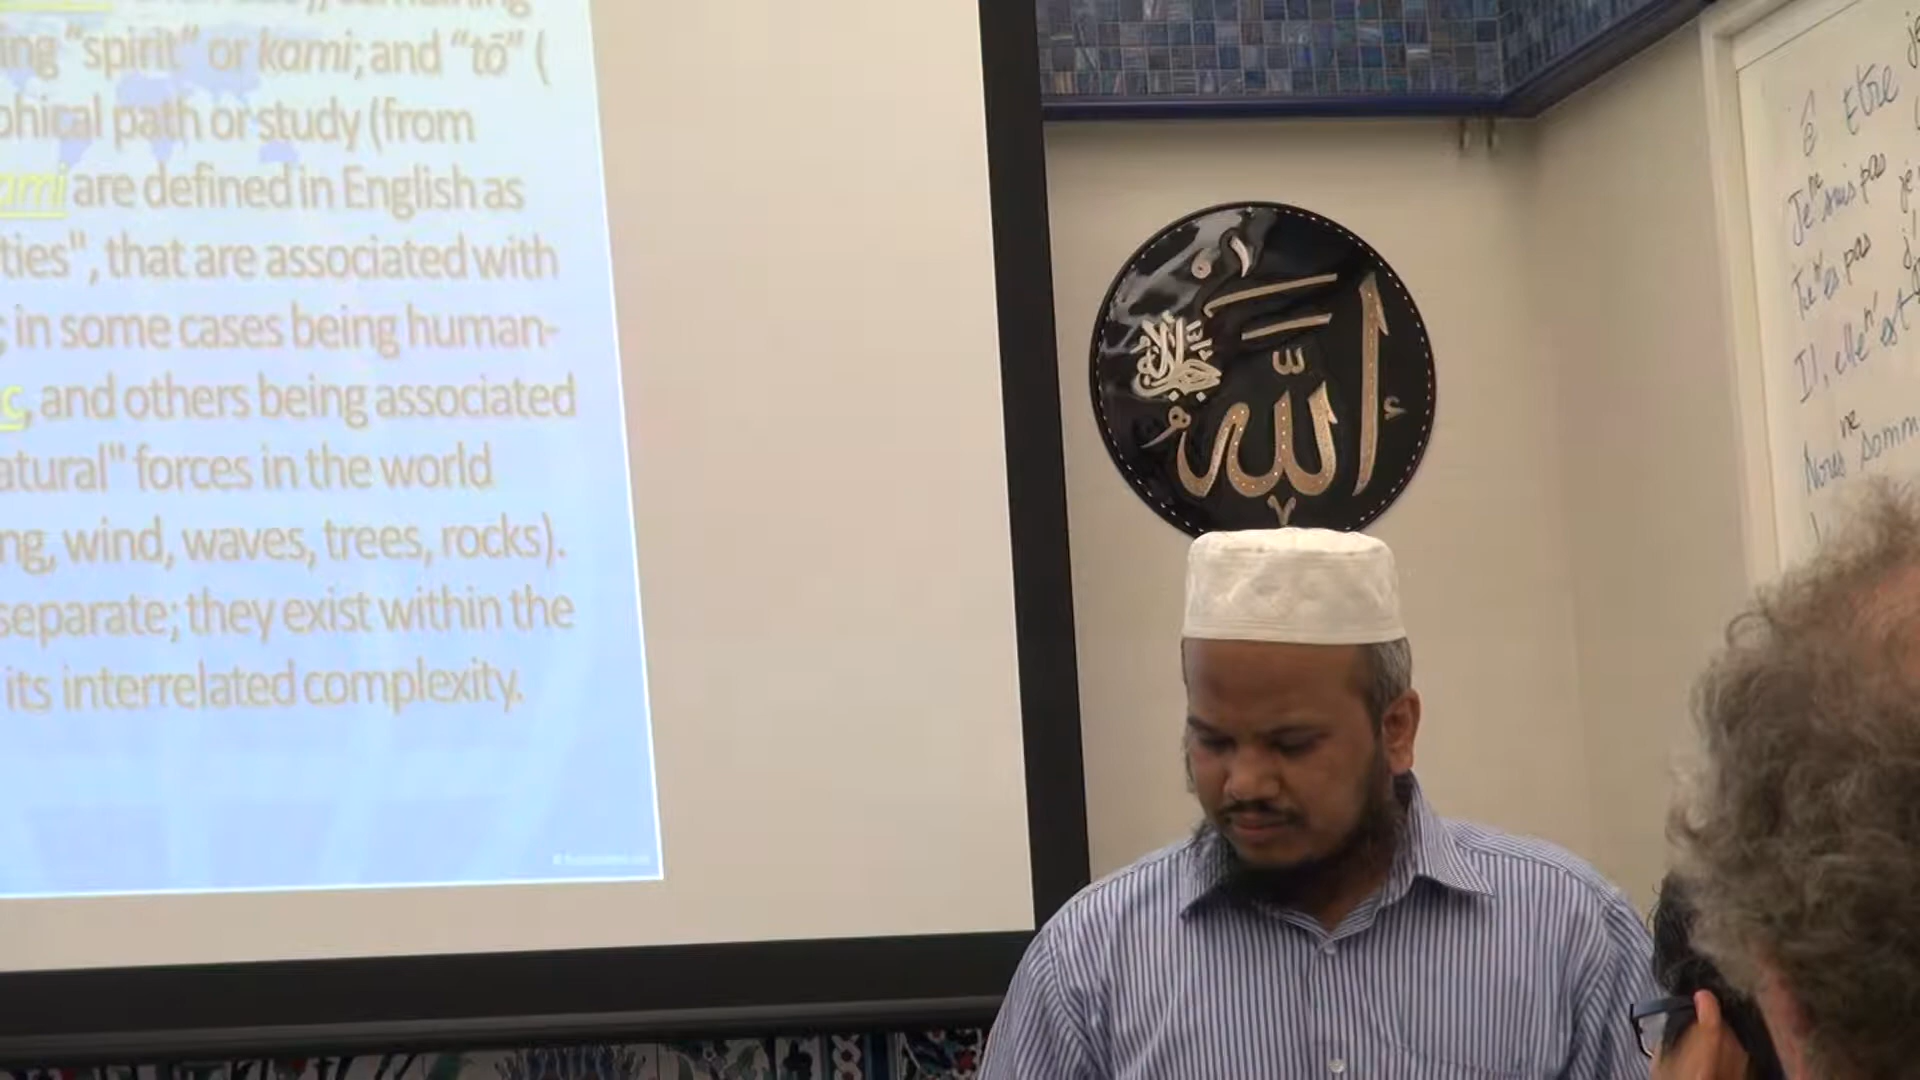 ing “spirit” or kami; and “tō” (
phical path or study (from
ami are defined in English as
ties", that are associated with
; in some cases being human-
c, and others being associated
atural" forces in the world
ng, wind, waves, trees, rocks).
separate; they exist within the
its interrelated complexity.
الله
جل جلاله
ê Etre je
Je ne suis pas
Tu n'es pas j'
Il, elle n'est
Nous ne somm